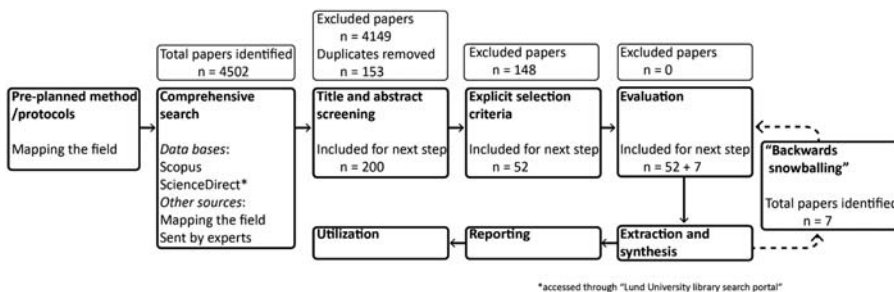 Total papers identified
n = 4502
Excluded papers
n = 4149
Duplicates removed
n = 153
Excluded papers
n = 148
Excluded papers
n = 0
Pre-planned method
/protocols
Mapping the field
Comprehensive
search
Data bases:
Scopus
ScienceDirect*
Other sources:
Mapping the field
Sent by experts
Title and abstract
screening
Included for next step
n = 200
Explicit selection
criteria
Included for next step
n = 52
Evaluation
Included for next step
n = 52 + 7
"Backwards
snowballing"
Total papers identified
n = 7
Utilization
Reporting
Extraction and
synthesis
*accessed through "Lund University library search portal"